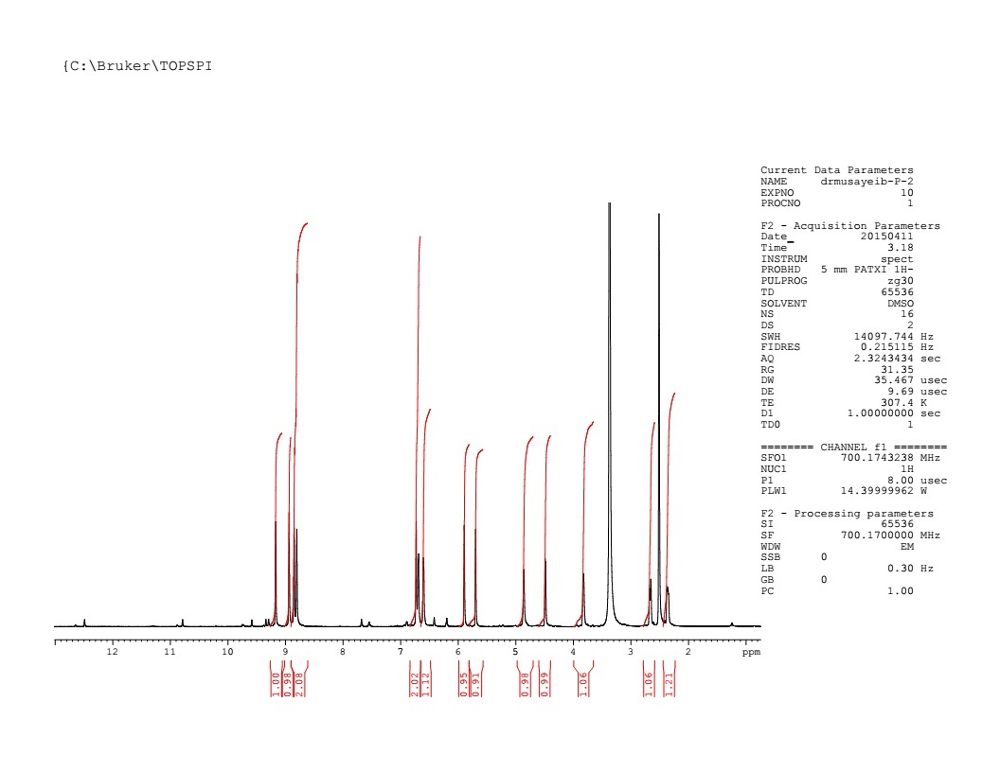 {C:\Bruker\TOPSPI
Current Data Parameters
NAME drmusayeib-P-2
EXPNO 10
PROCNO 1
F2 - Acquisition Parameters
Date_ 20150411
Time 3.18
INSTRUM spect
PROBHD 5 mm PATXI 1H-
PULPROG zg30
TD 65536
SOLVENT DMSO
NS 16
DS 2
SWH 14097.744 Hz
FIDRES 0.215115 Hz
AQ 2.3243434 sec
RG 31.35
DW 35.467 usec
DE 9.69 usec
TE 307.4 K
D1 1.00000000 sec
TD0 1
======== CHANNEL f1 ========
SFO1 700.1743238 MHz
NUC1 1H
P1 8.00 usec
PLW1 14.39999962 W
F2 - Processing parameters
SI 65536
SF 700.1700000 MHz
WDW EM
SSB 0
LB 0.30 Hz
GB 0
PC 1.00
12 11 10 9 8 7 6 5 4 3 2 ppm
1.00 0.98 2.08 2.02 1.12 0.95 0.91 0.98 0.99 1.06 1.06 1.21